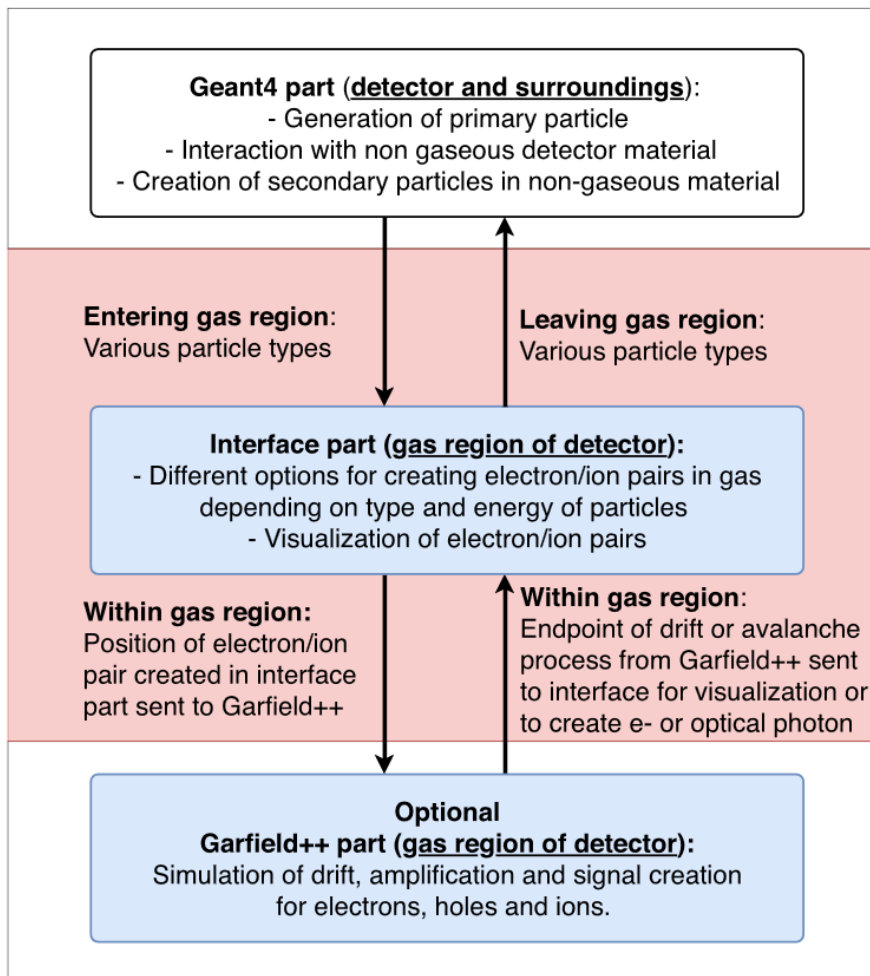 Geant4 part (detector and surroundings):
- Generation of primary particle
- Interaction with non gaseous detector material
- Creation of secondary particles in non-gaseous material
Entering gas region:
Various particle types
Leaving gas region:
Various particle types
Interface part (gas region of detector):
- Different options for creating electron/ion pairs in gas
depending on type and energy of particles
- Visualization of electron/ion pairs
Within gas region:
Position of electron/ion
pair created in interface
part sent to Garfield++
Within gas region:
Endpoint of drift or avalanche
process from Garfield++ sent
to interface for visualization or
to create e- or optical photon
Optional
Garfield++ part (gas region of detector):
Simulation of drift, amplification and signal creation
for electrons, holes and ions.